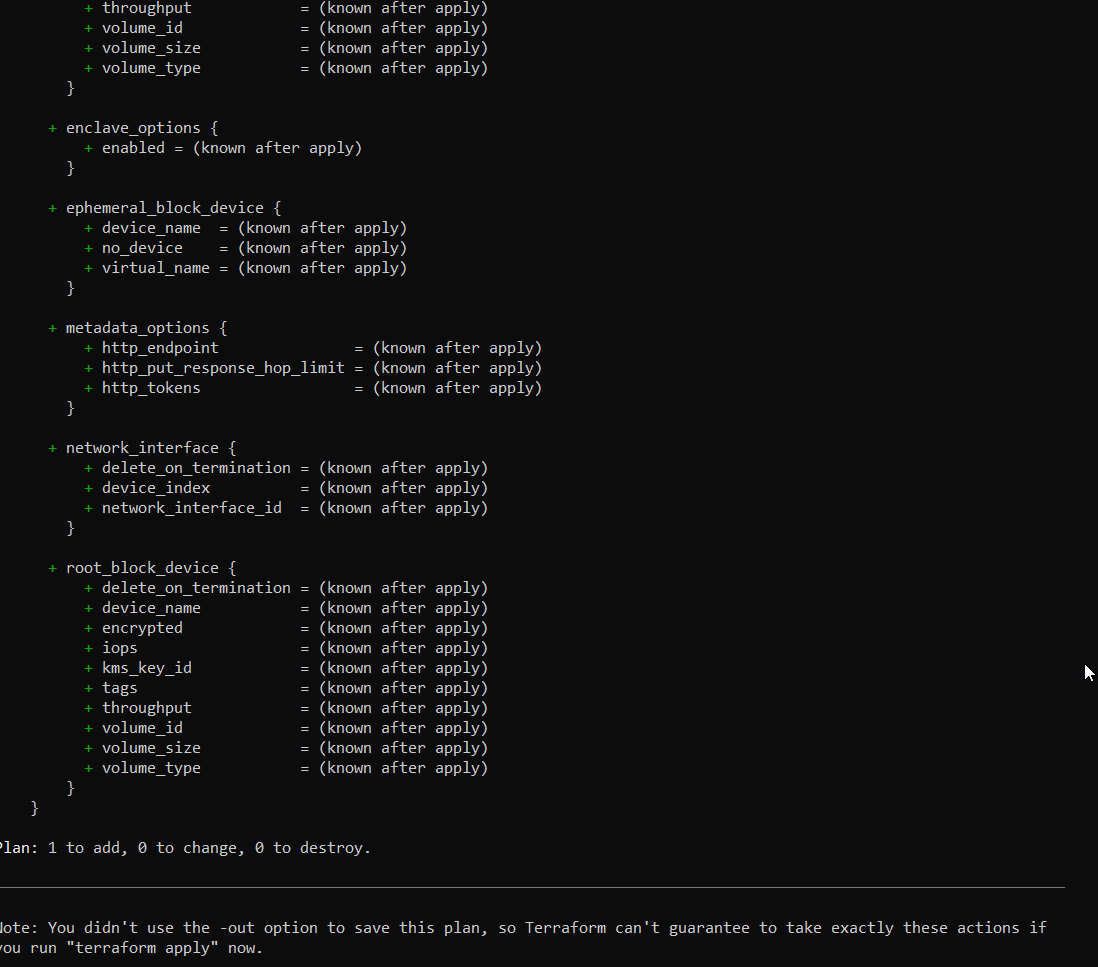 + throughput            = (known after apply)
+ volume_id             = (known after apply)
+ volume_size           = (known after apply)
+ volume_type           = (known after apply)
}
+ enclave_options {
+ enabled = (known after apply)
}
+ ephemeral_block_device {
+ device_name  = (known after apply)
+ no_device    = (known after apply)
+ virtual_name = (known after apply)
}
+ metadata_options {
+ http_endpoint               = (known after apply)
+ http_put_response_hop_limit = (known after apply)
+ http_tokens                 = (known after apply)
}
+ network_interface {
+ delete_on_termination = (known after apply)
+ device_index          = (known after apply)
+ network_interface_id  = (known after apply)
}
+ root_block_device {
+ delete_on_termination = (known after apply)
+ device_name           = (known after apply)
+ encrypted             = (known after apply)
+ iops                  = (known after apply)
+ kms_key_id            = (known after apply)
+ tags                  = (known after apply)
+ throughput            = (known after apply)
+ volume_id             = (known after apply)
+ volume_size           = (known after apply)
+ volume_type           = (known after apply)
}
}
Plan: 1 to add, 0 to change, 0 to destroy.
Note: You didn't use the -out option to save this plan, so Terraform can't guarantee to take exactly these actions if
you run "terraform apply" now.